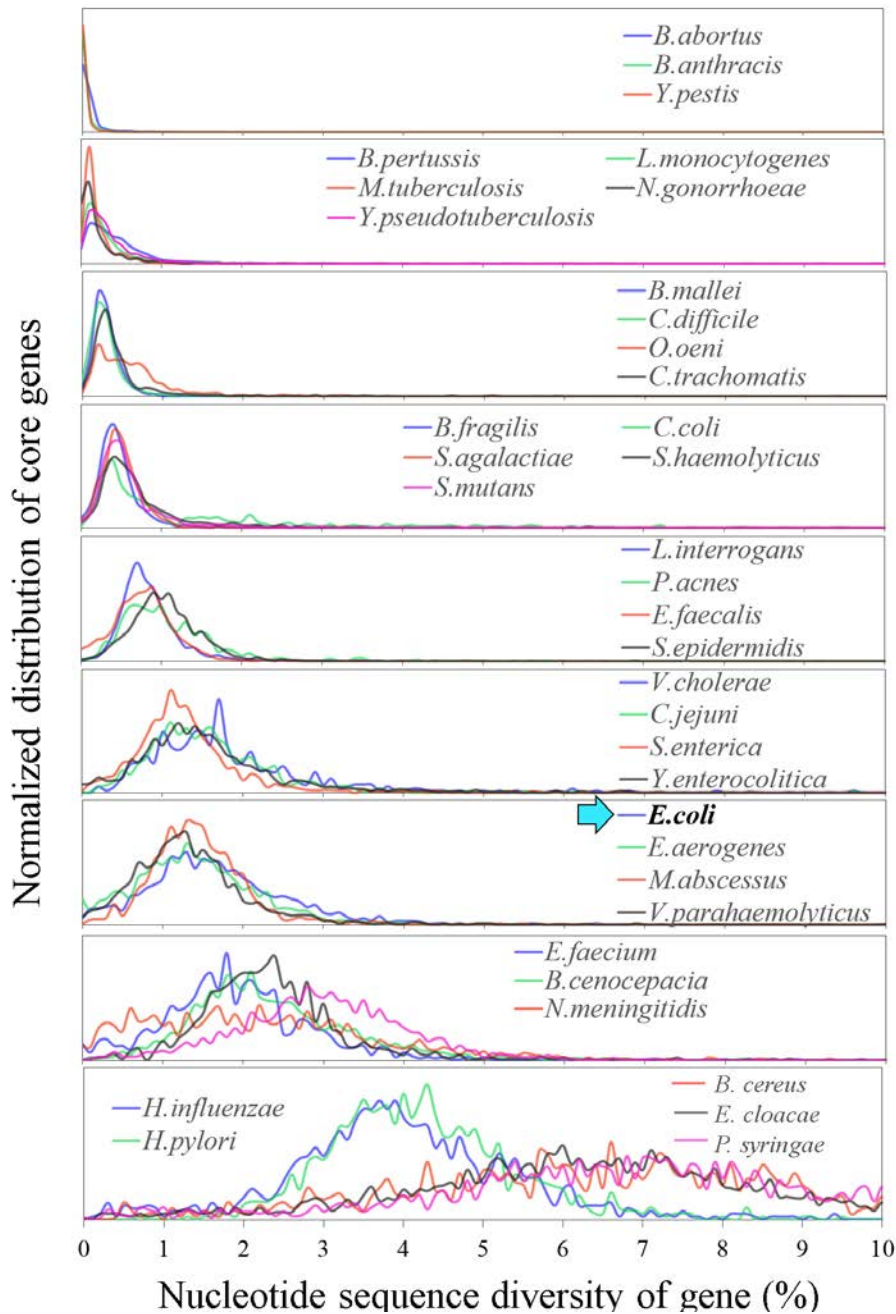 Normalized distribution of core genes
B.abortus
B.anthracis
Y.pestis
B.pertussis L.monocytogenes
M.tuberculosis N.gonorrhoeae
Y.pseudotuberculosis
B.mallei
C.difficile
O.oeni
C.trachomatis
B.fragilis C.coli
S.agalactiae S.haemolyticus
S.mutans
L.interrogans
P.acnes
E.faecalis
S.epidermidis
V.cholerae
C.jejuni
S.enterica
Y.enterocolitica
E.coli
E.aerogenes
M.abscessus
V.parahaemolyticus
E.faecium
B.cenocepacia
N.meningitidis
H.influenzae B. cereus
H.pylori E. cloacae
P. syringae
0 1 2 3 4 5 6 7 8 9 10
Nucleotide sequence diversity of gene (%)